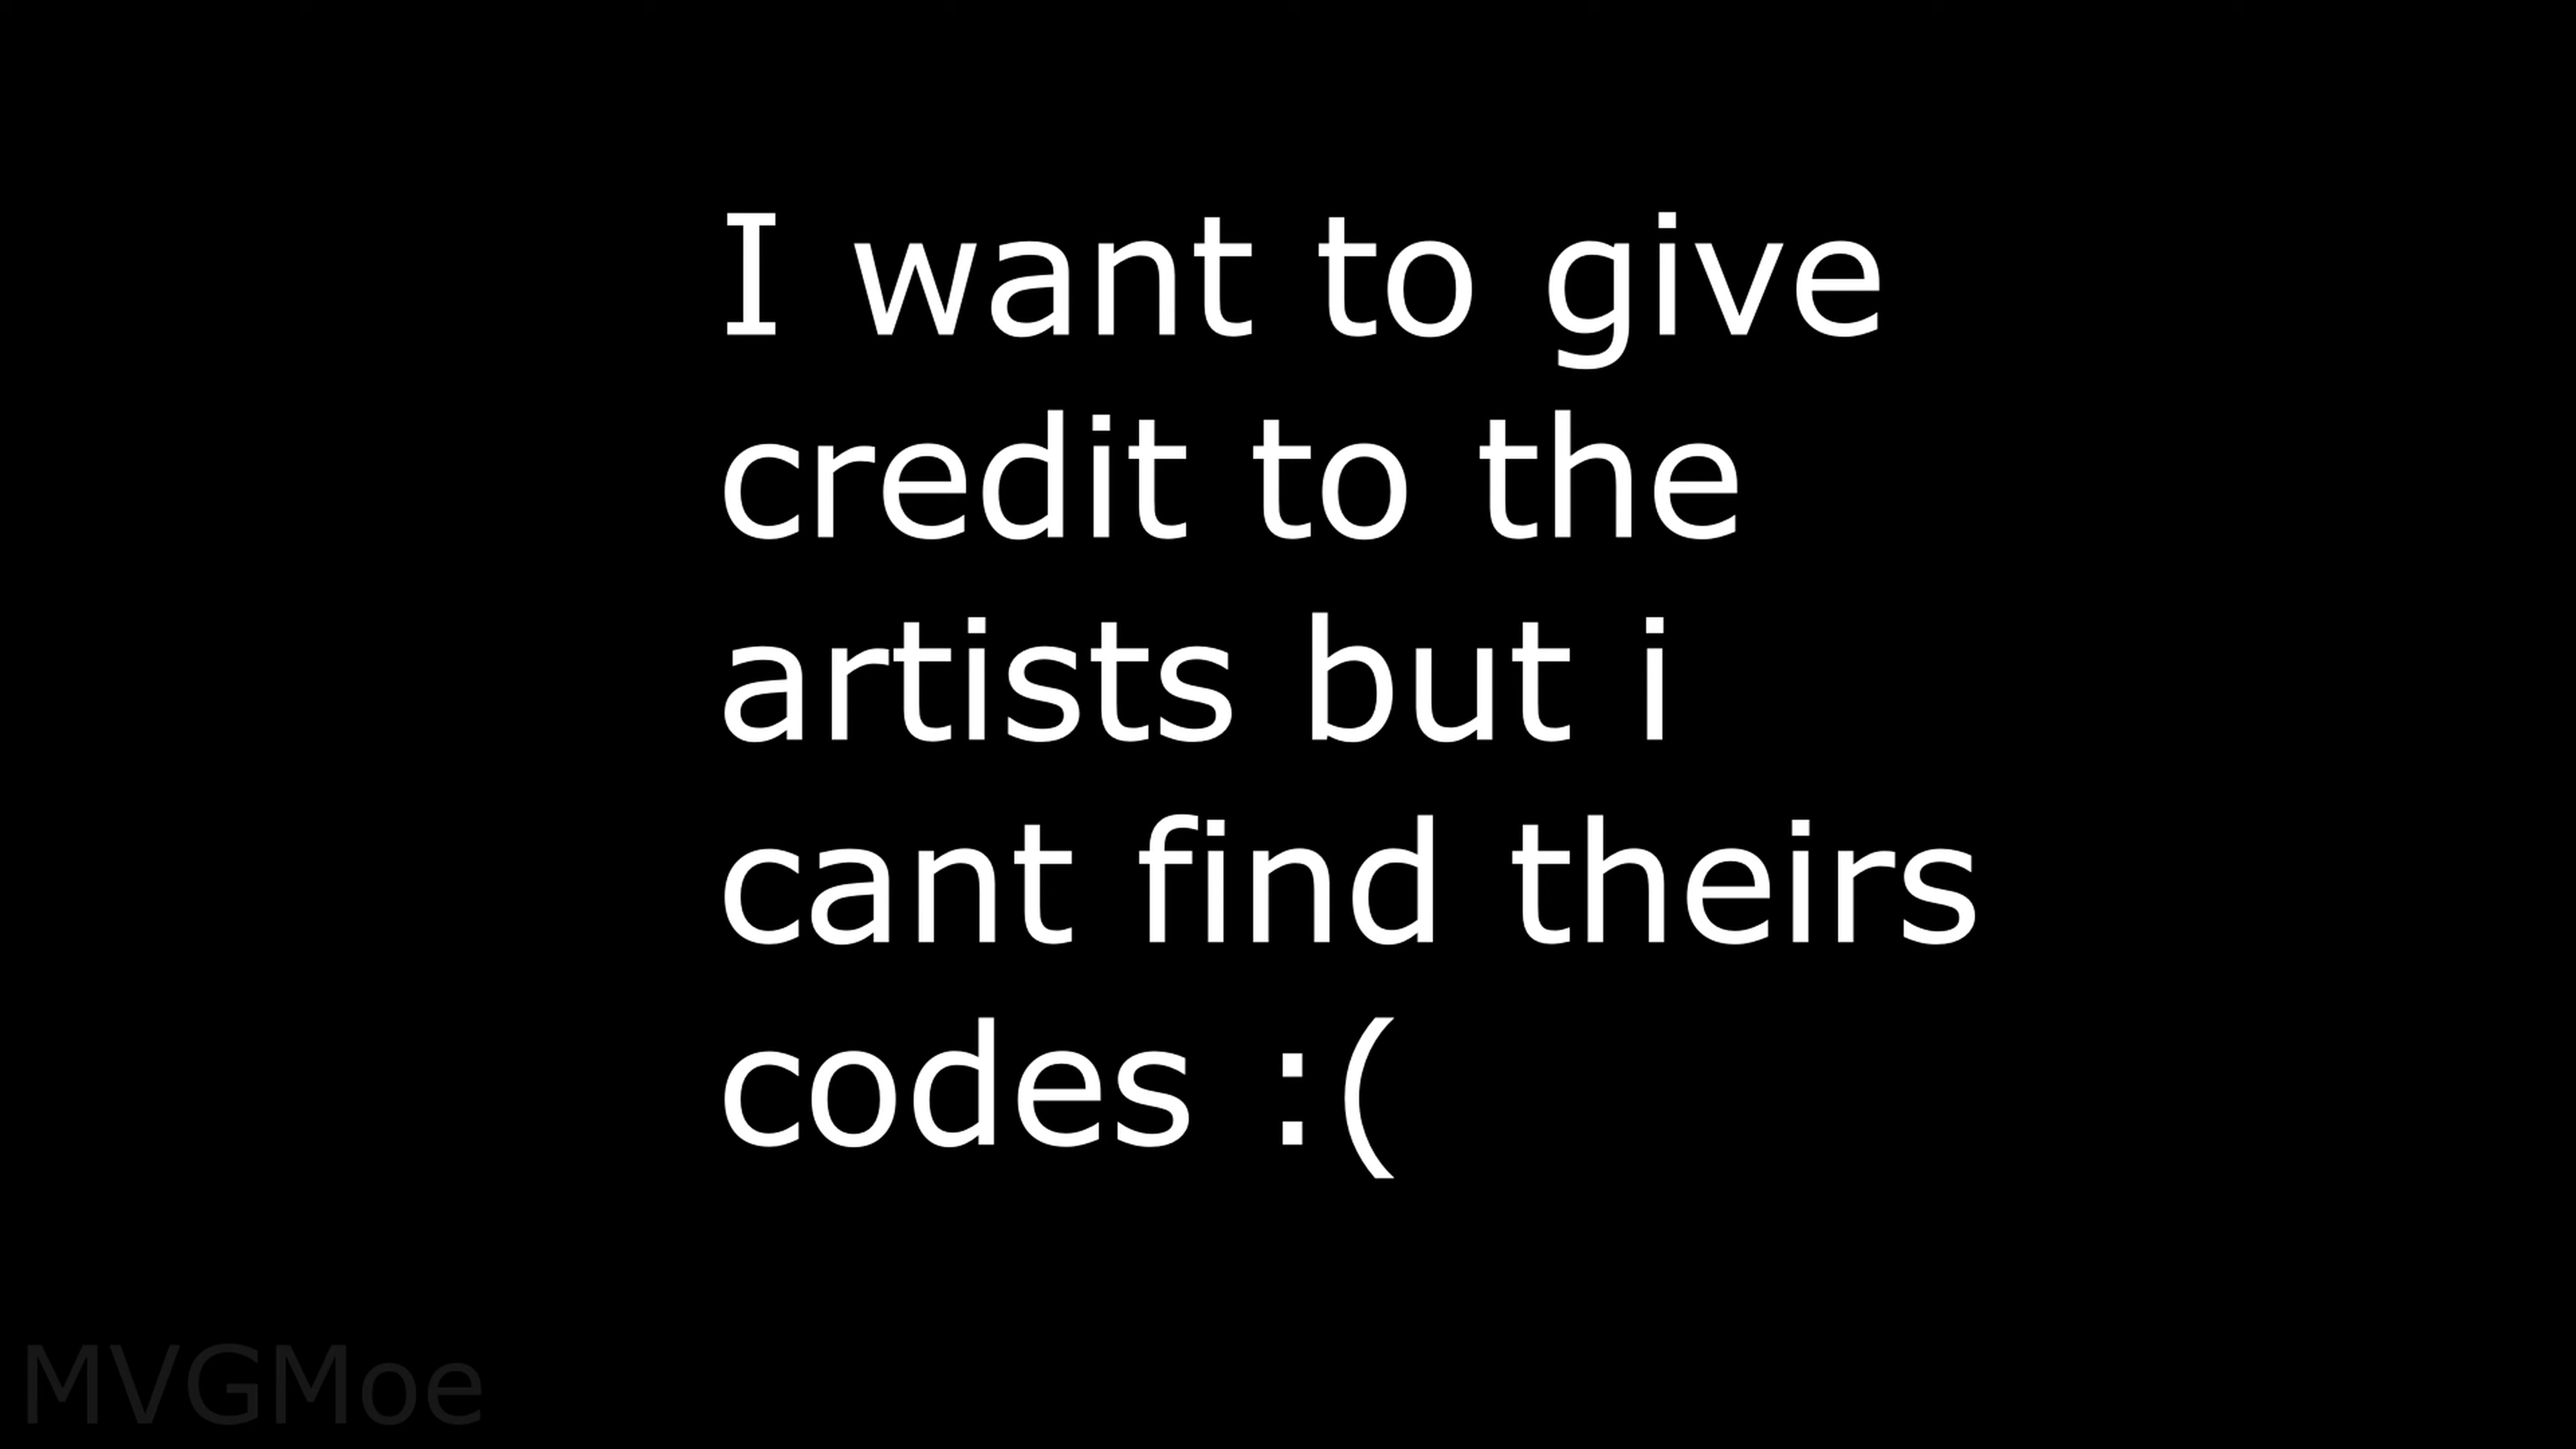 I want to give
credit to the
artists but i
cant find theirs
codes :(
MVGMoe